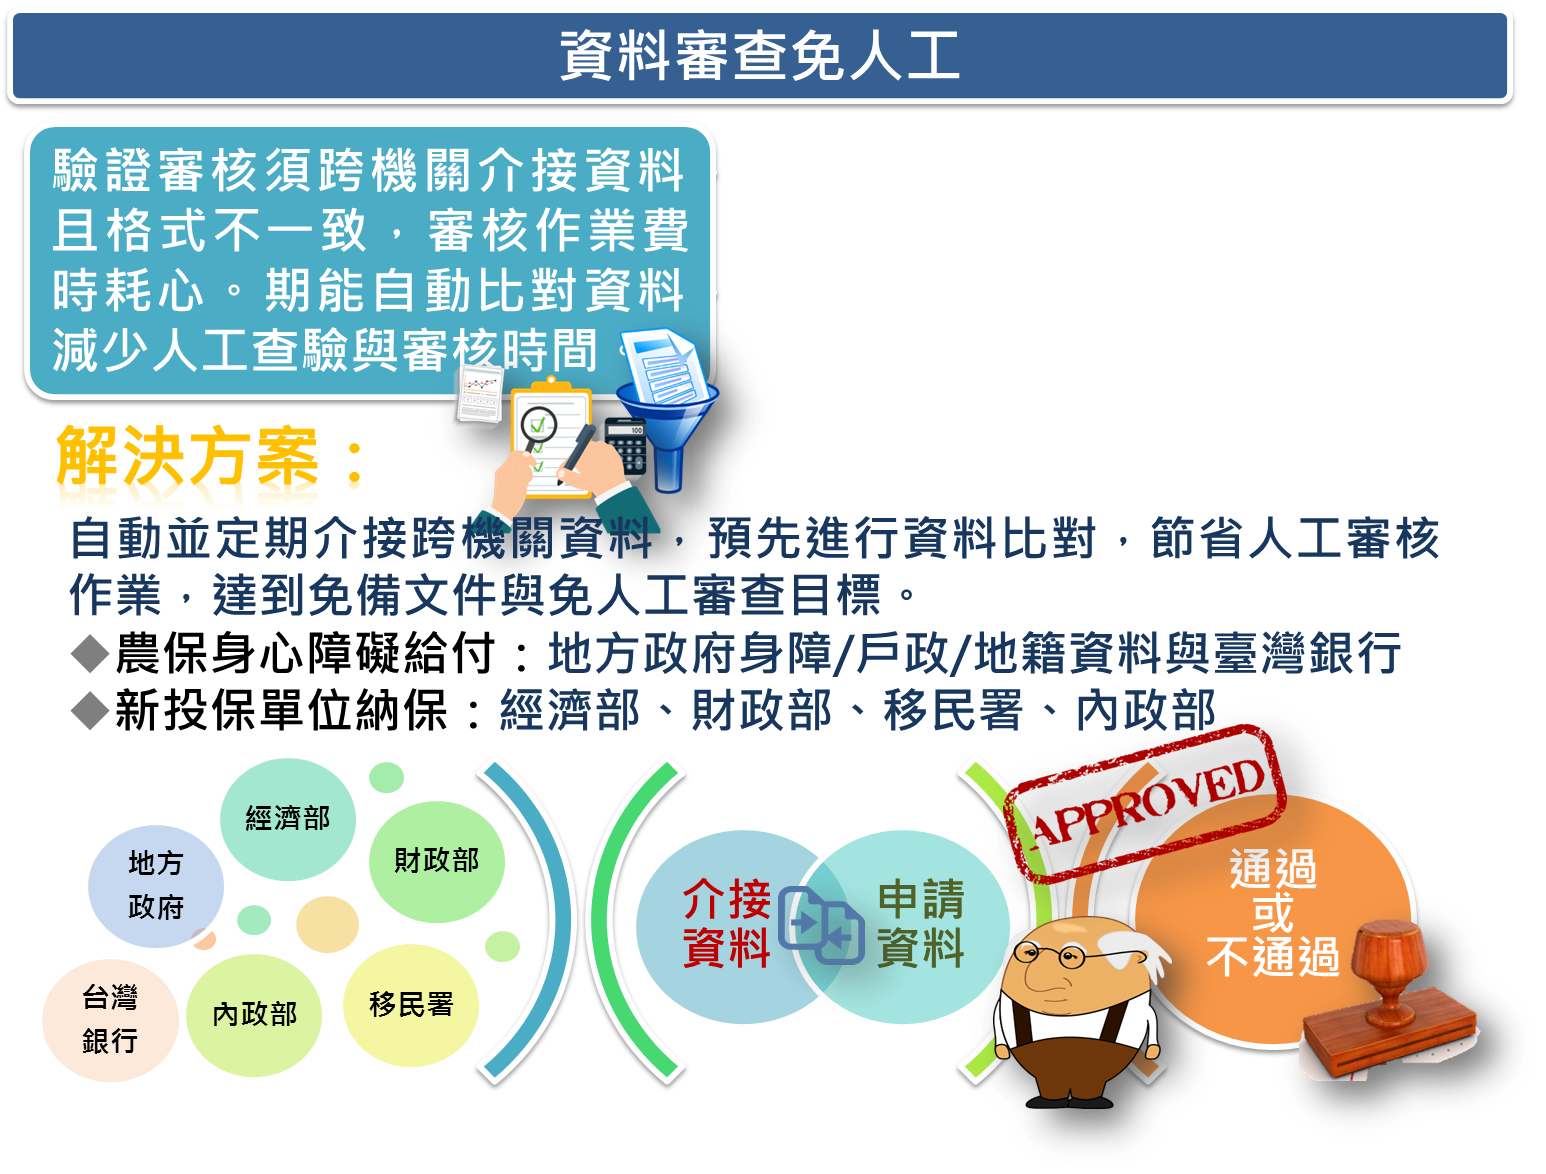 資料審查免人工
驗證審核須跨機關介接資料
且格式不一致，審核作業費
時耗心。期能自動比對資料
減少人工查驗與審核時間。
100
解決方案：
自動並定期介接跨機關資料，預先進行資料比對，節省人工審核
作業，達到免備文件與免人工審查目標。
◆農保身心障礙給付：地方政府身障/戶政/地籍資料與臺灣銀行
◆新投保單位納保：經濟部、財政部、移民署、內政部
經濟部
地方
政府
財政部
台灣
銀行
內政部
移民署
介接
資料
申請
資料
APPROVED
通過
或
不通過